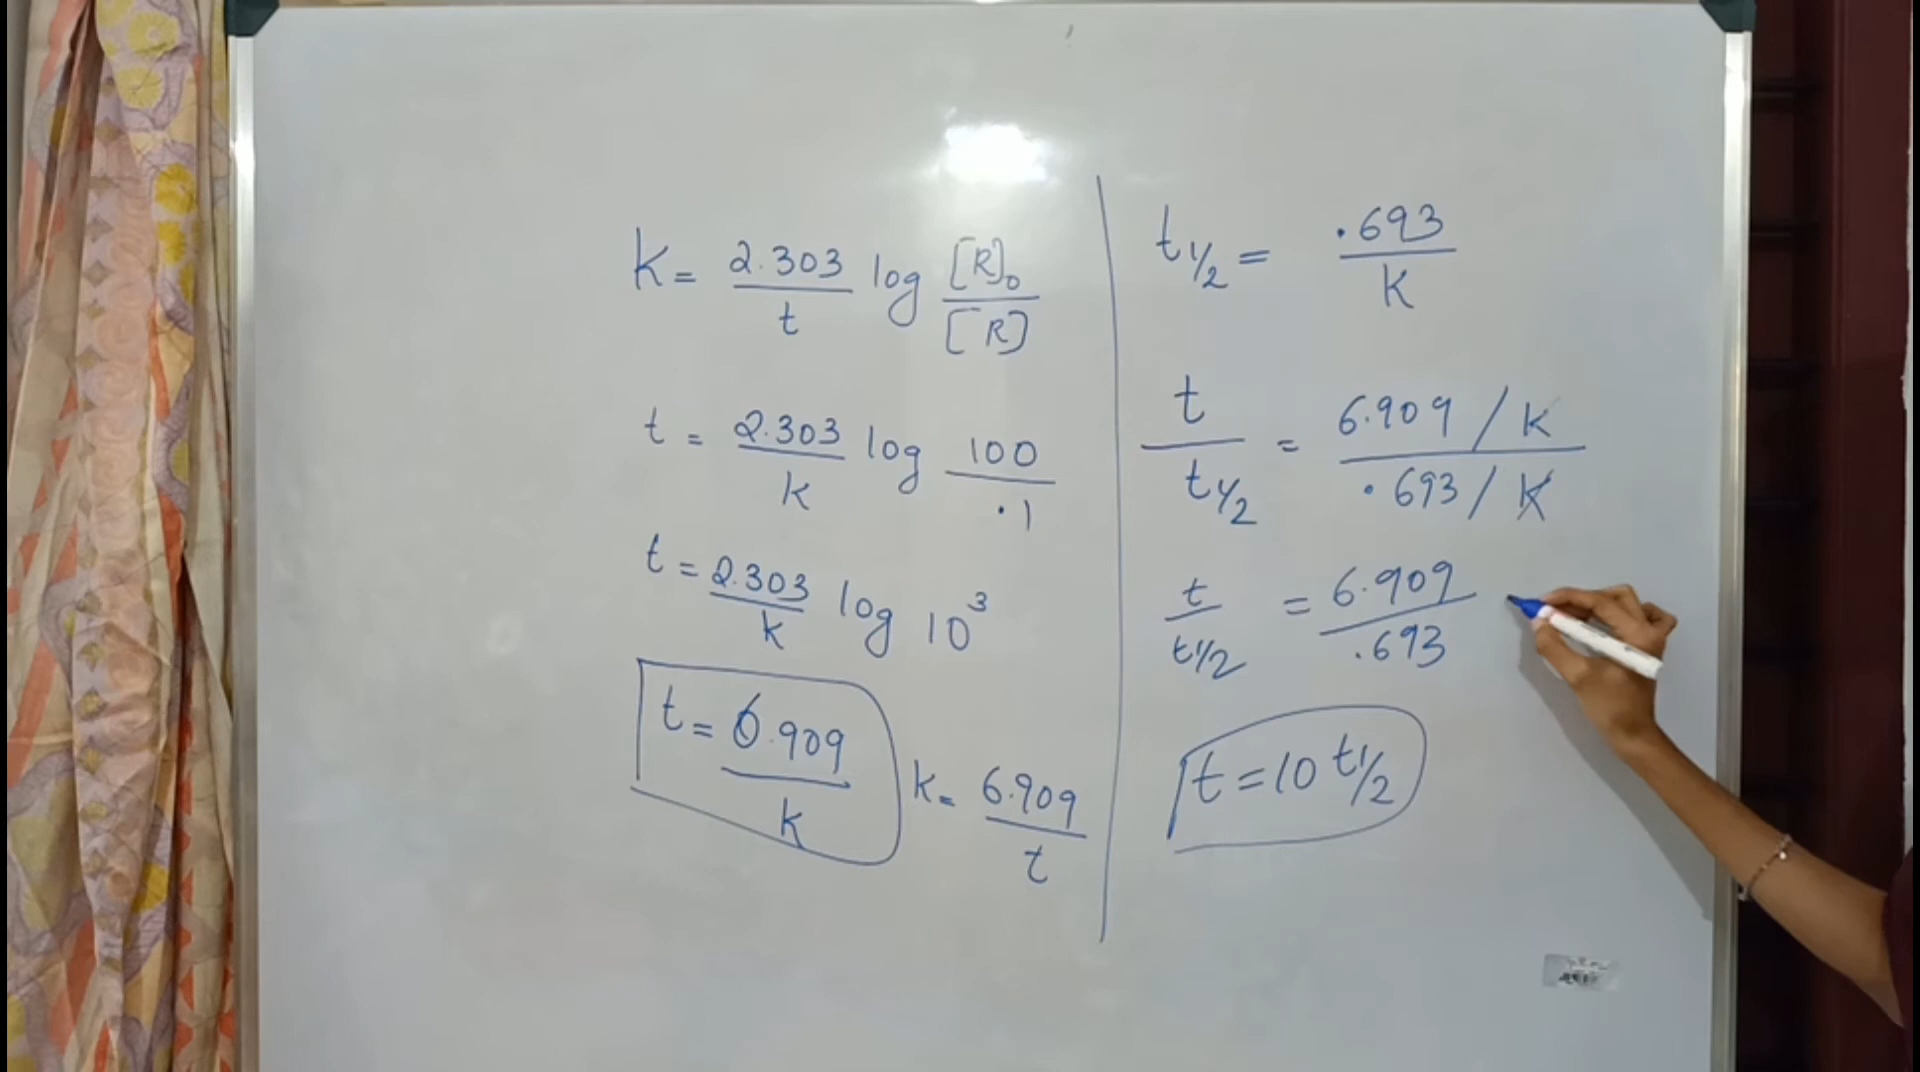 k = 2.303/t log [R]₀/[R]
t = 2.303/k log 100/.1
t = 2.303/k log 10³
t = 6.909/k
k = 6.909/t
t½ = .693/k
t/t½ = 6.909/k / .693/k
t/t½ = 6.909/.693
t = 10 t½